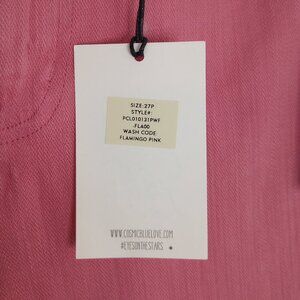 SIZE:27P
STYLE#:
PCL010131PWF
-FLA00
WASH CODE
FLAMINGO PINK
WWW.COSMICBLUELOVE.COM
#EYESONTHESTARS